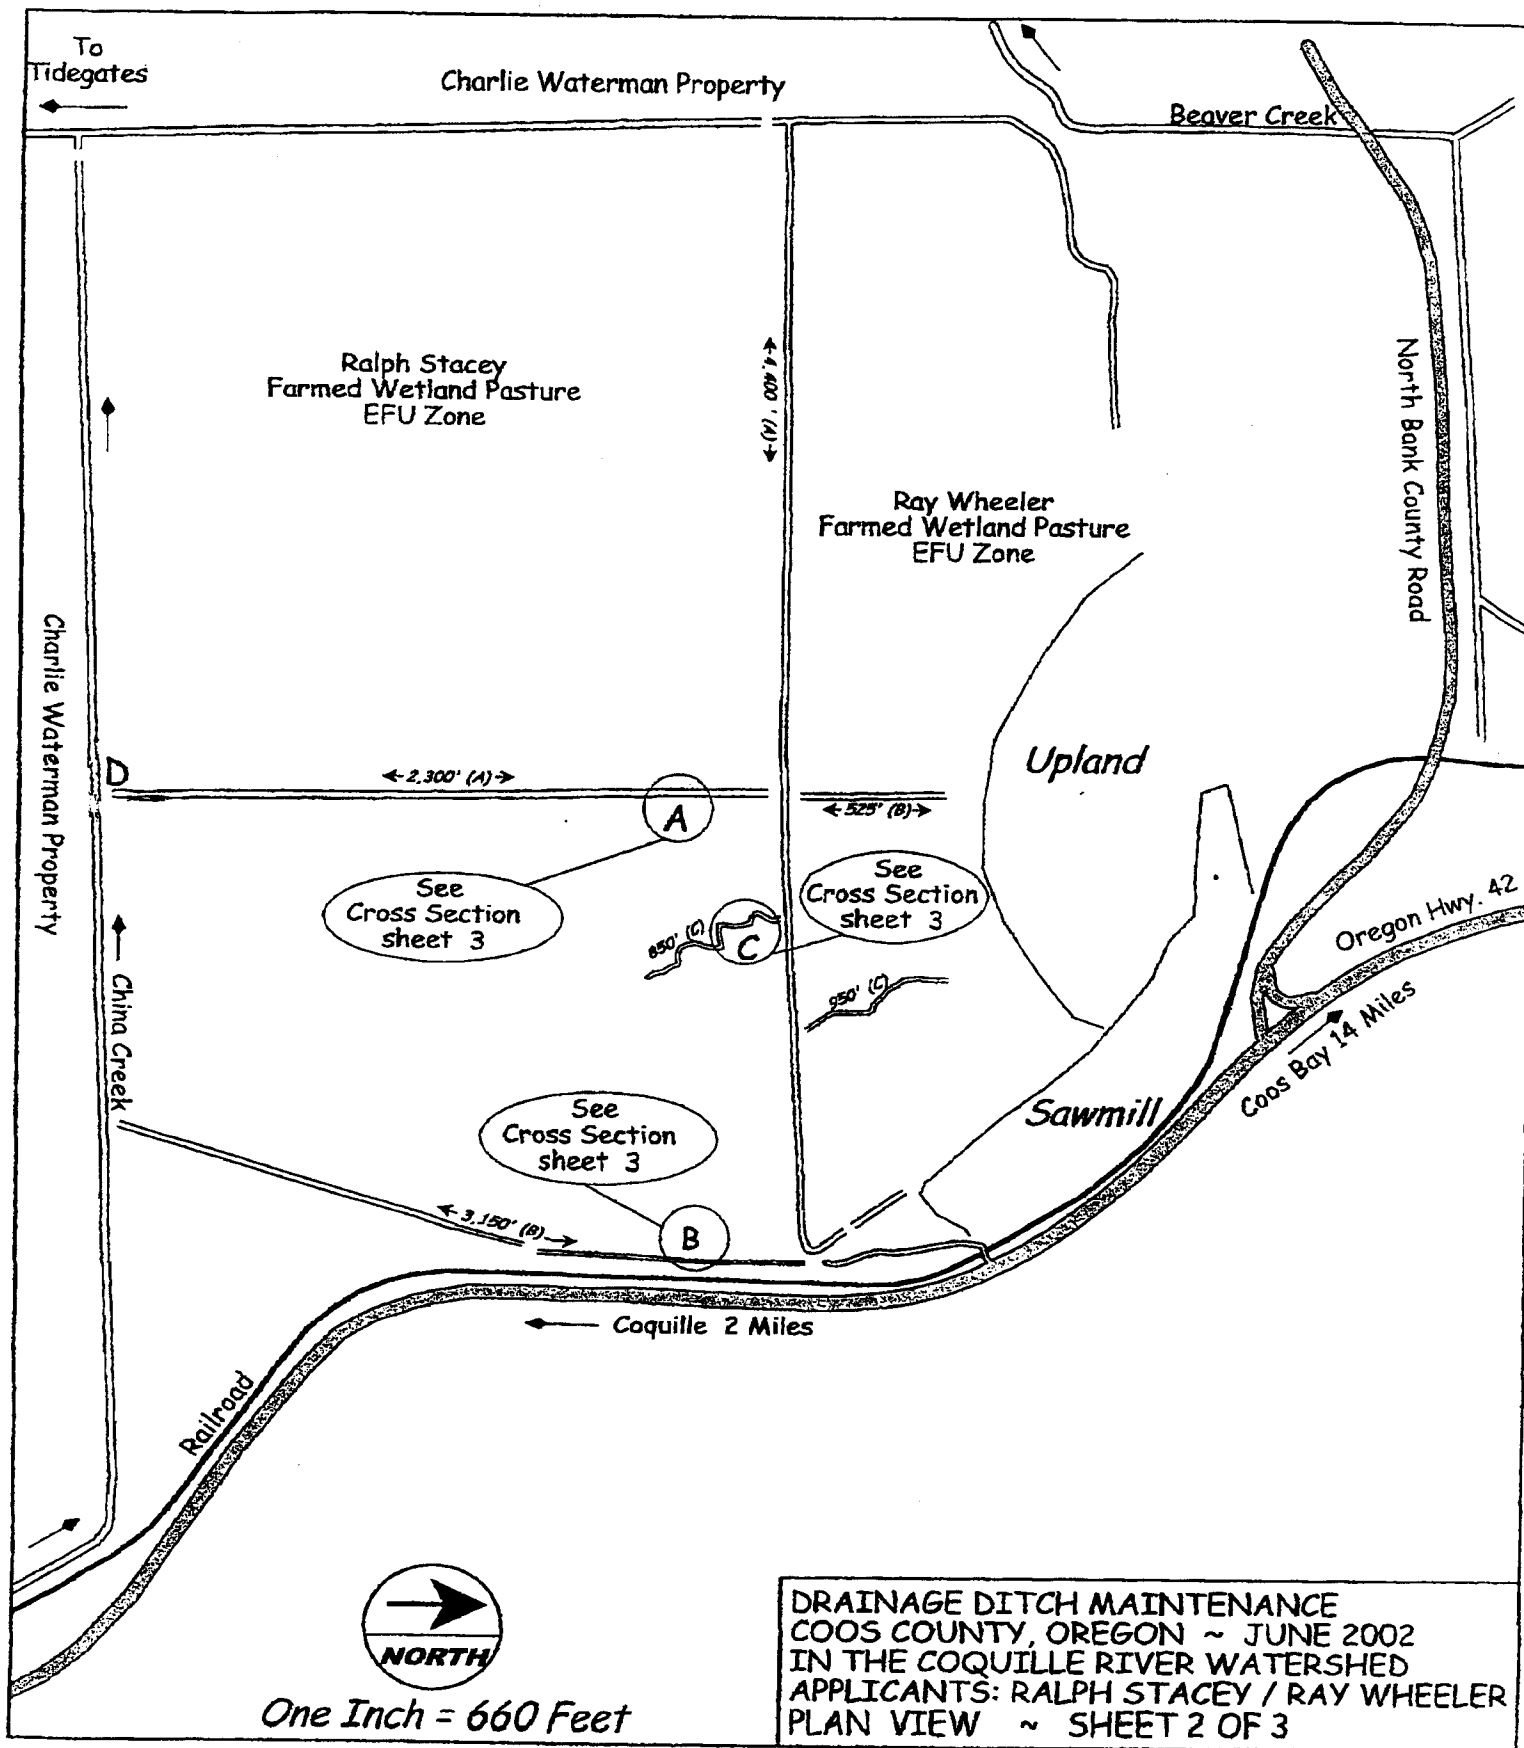 To
Tidegates
Charlie Waterman Property
Beaver Creek
Ralph Stacey
Farmed Wetland Pasture
EFU Zone
4,400' (A)
Ray Wheeler
Farmed Wetland Pasture
EFU Zone
North Bank County Road
Charlie Waterman Property
Upland
D
2,300' (A)
525' (B)
A
See
Cross Section
sheet 3
See
Cross Section
sheet 3
850' (C)
C
950' (C)
Oregon Hwy. 42
Coos Bay 14 Miles
China Creek
Sawmill
See
Cross Section
sheet 3
3,150' (B)
B
Coquille 2 Miles
Railroad
NORTH
One Inch = 660 Feet
DRAINAGE DITCH MAINTENANCE
COOS COUNTY, OREGON ~ JUNE 2002
IN THE COQUILLE RIVER WATERSHED
APPLICANTS: RALPH STACEY / RAY WHEELER
PLAN VIEW ~ SHEET 2 OF 3